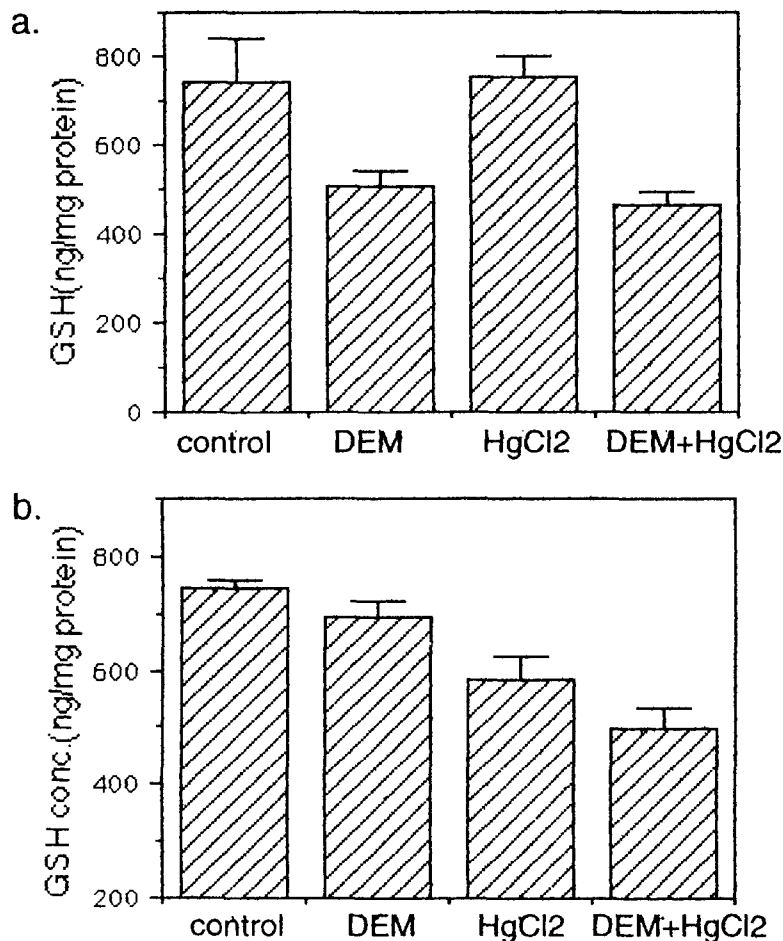 a.
GSH(ng/mg protein)
800
600
400
200
0
control DEM HgCl2 DEM+HgCl2
b.
GSH conc.(ng/mg protein)
800
600
400
200
control DEM HgCl2 DEM+HgCl2